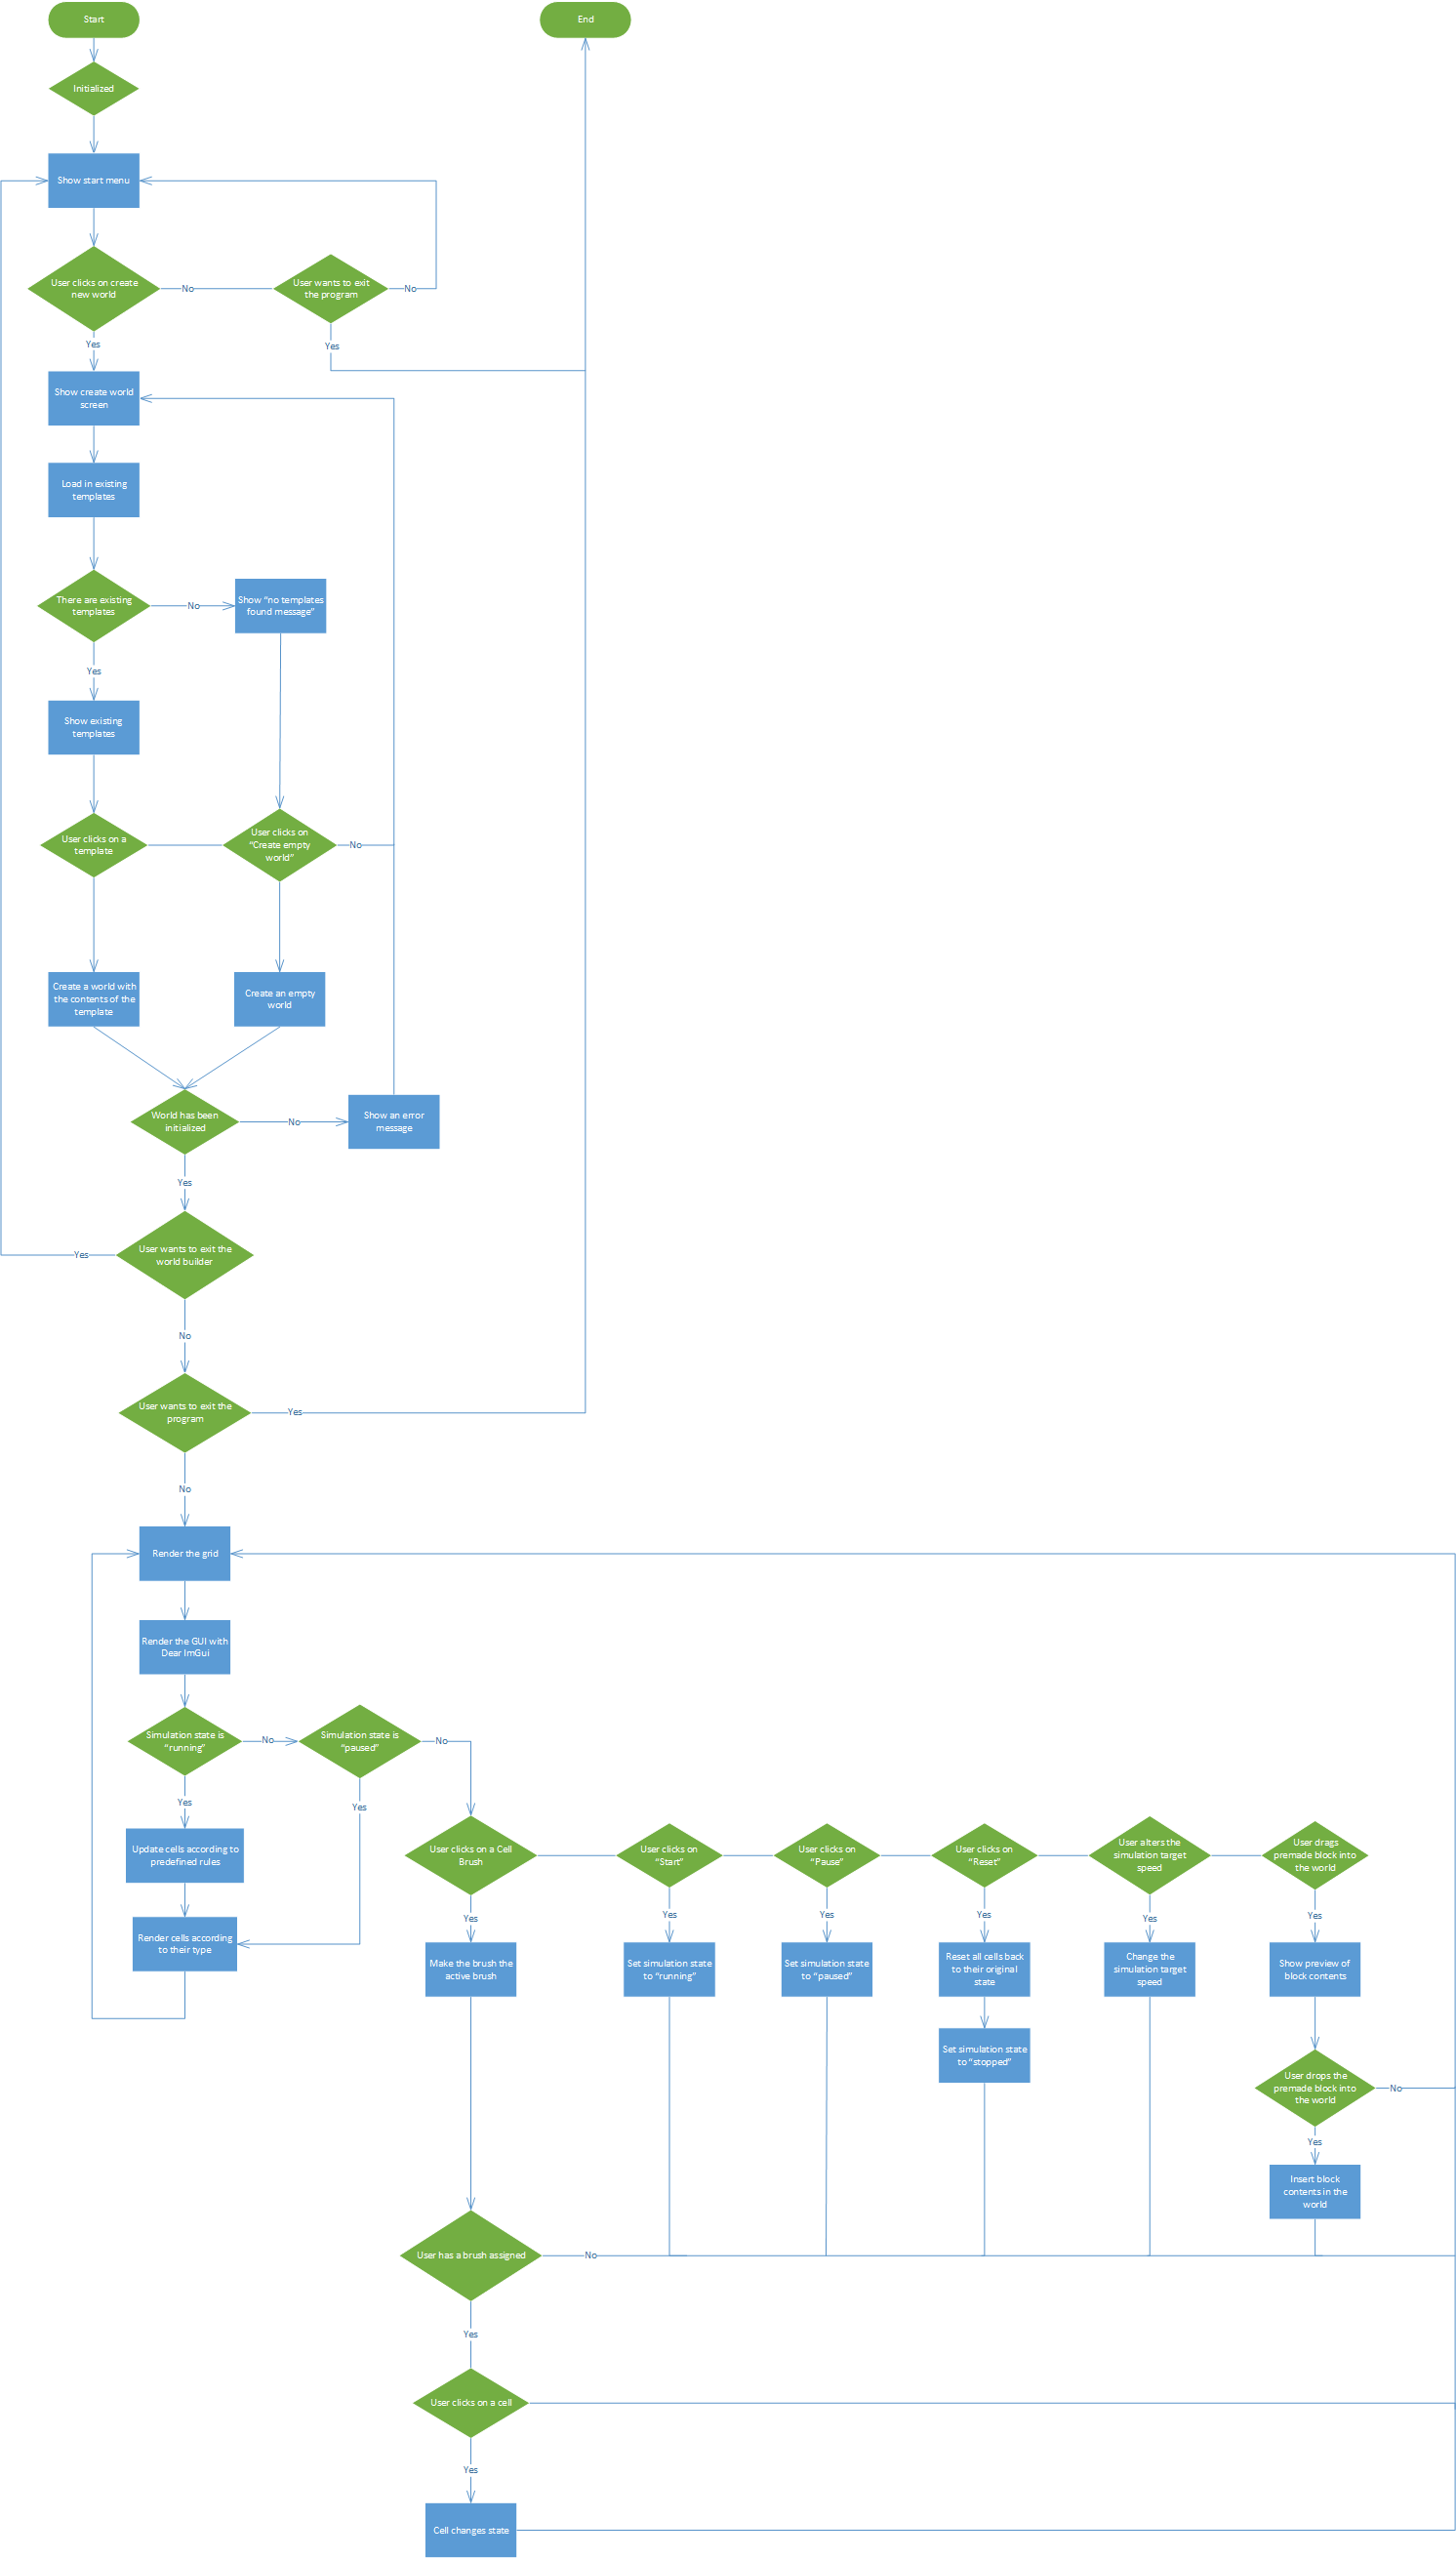 Start
End
Initialized
Show start menu
User clicks on create
new world
No
User wants to exit
the program
No
Yes
Yes
Show create world
screen
Load in existing
templates
There are existing
templates
No
Show “no templates
found message”
Yes
Show existing
templates
User clicks on a
template
User clicks on
“Create empty
world”
No
Create a world with
the contents of the
template
Create an empty
world
World has been
initialized
No
Show an error
message
Yes
User wants to exit the
world builder
Yes
No
User wants to exit the
program
Yes
No
Render the grid
Render the GUI with
Dear ImGui
Simulation state is
“running”
No
Simulation state is
“paused”
No
Yes
Yes
Update cells according to
predefined rules
Render cells according
to their type
User clicks on a Cell
Brush
User clicks on
“Start”
User clicks on
“Pause”
User clicks on
“Reset”
User alters the
simulation target
speed
User drags
premade block into
the world
Yes
Yes
Yes
Yes
Yes
Yes
Make the brush the
active brush
Set simulation state
to “running”
Set simulation state
to “paused”
Reset all cells back
to their original
state
Change the
simulation target
speed
Show preview of
block contents
Set simulation state
to “stopped”
User drops the
premade block into
the world
No
Yes
Insert block
contents in the
world
User has a brush assigned
No
Yes
User clicks on a cell
Yes
Cell changes state